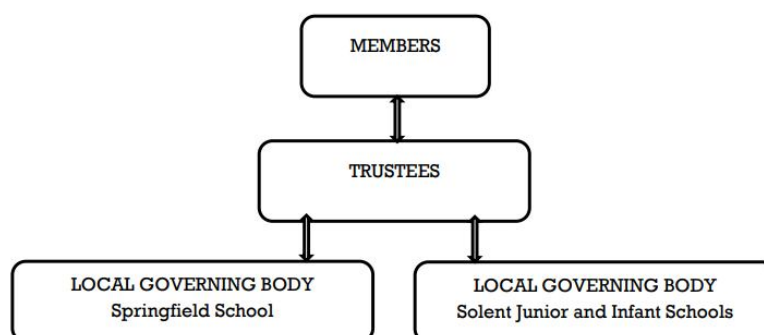 MEMBERS
TRUSTEES
LOCAL GOVERNING BODY
Springfield School
LOCAL GOVERNING BODY
Solent Junior and Infant Schools